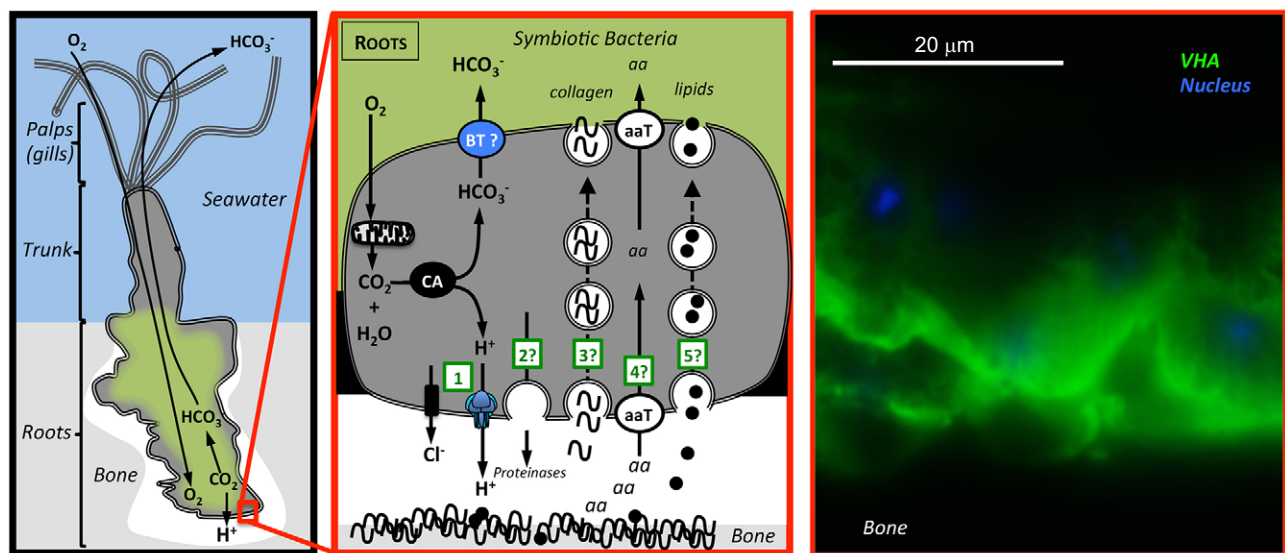 O2
HCO3-
Palps
(gills)
Seawater
Trunk
Roots
Bone
HCO3-
O2
CO2
H+
ROOTS
Symbiotic Bacteria
HCO3-
collagen
aa
lipids
O2
BT ?
aaT
HCO3-
aa
CO2
CA
+
H2O
H+
1
2?
3?
4?
5?
aaT
Cl-
Proteinases
aa
H+
aa
aa
Bone
20 μm
VHA
Nucleus
Bone